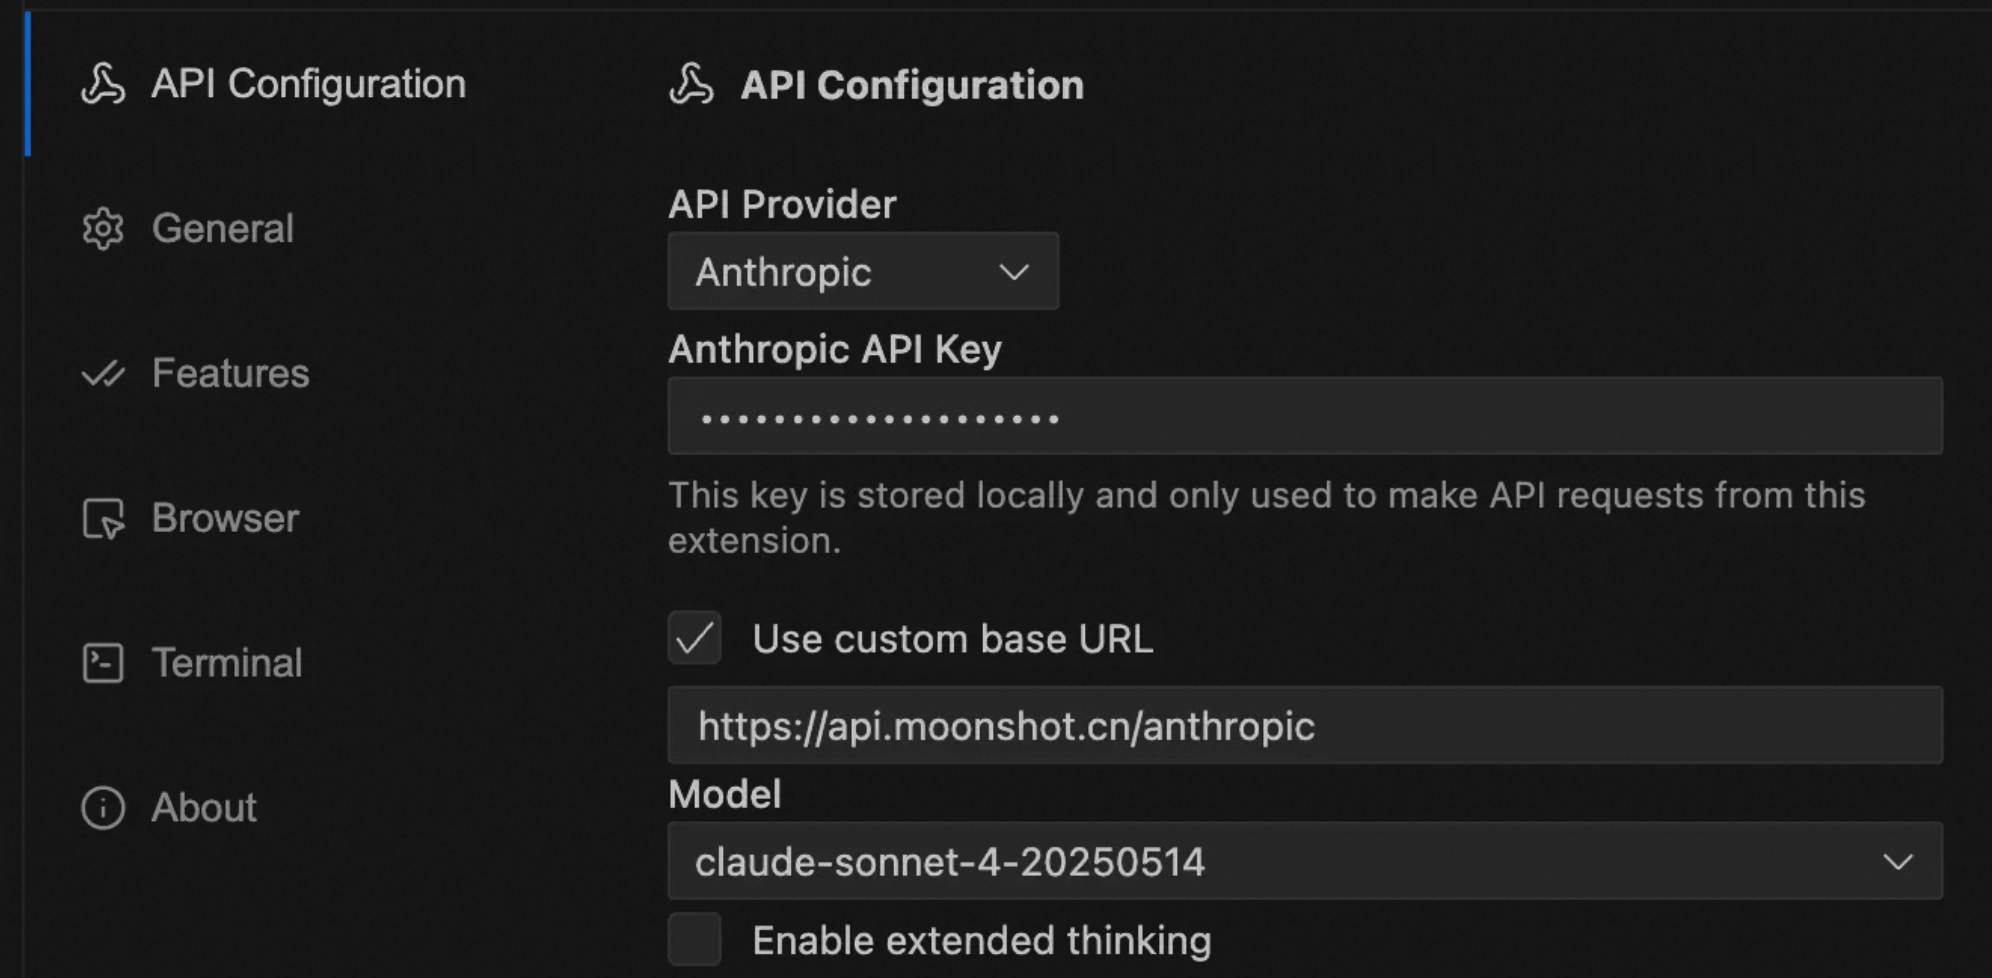 API Configuration
General
Features
Browser
Terminal
About
API Configuration
API Provider
Anthropic
Anthropic API Key
••••••••••••••••••••
This key is stored locally and only used to make API requests from this
extension.
Use custom base URL
https://api.moonshot.cn/anthropic
Model
claude-sonnet-4-20250514
Enable extended thinking